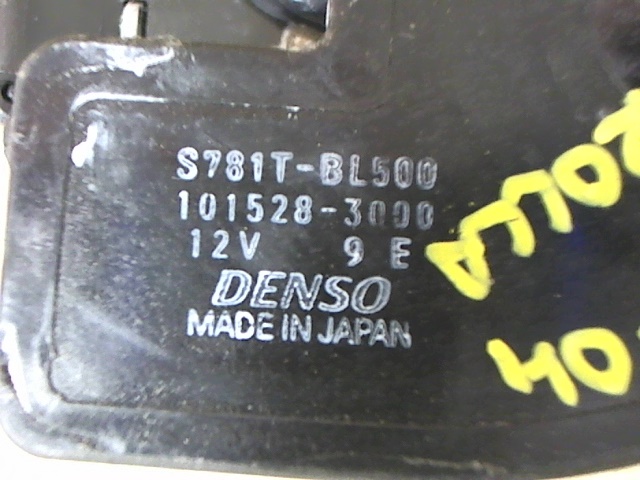 S781T-BL500
101528-3000
12V 9 E
DENSO
MADE IN JAPAN